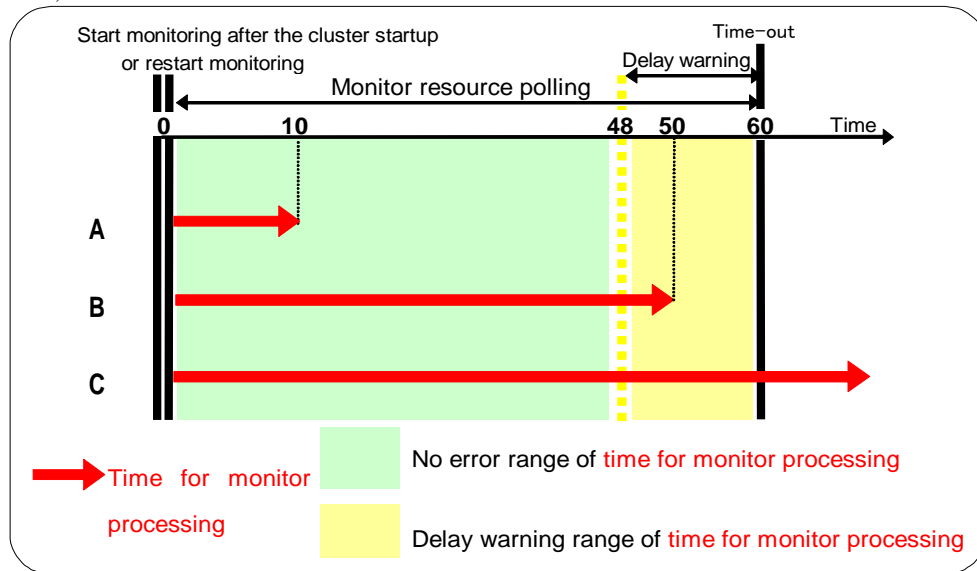 Start monitoring after the cluster startup
or restart monitoring
Time-out
Delay warning
Monitor resource polling
0 10 48 50 60 Time
A
B
C
Time for monitor
processing
No error range of time for monitor processing
Delay warning range of time for monitor processing